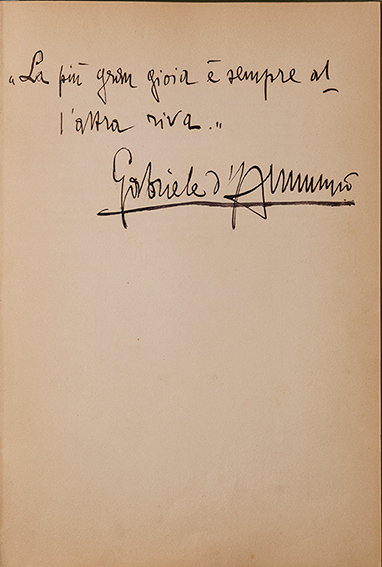 „La più gran gioia è sempre al
l'altra riva.„
Gabriele d'Annunzio